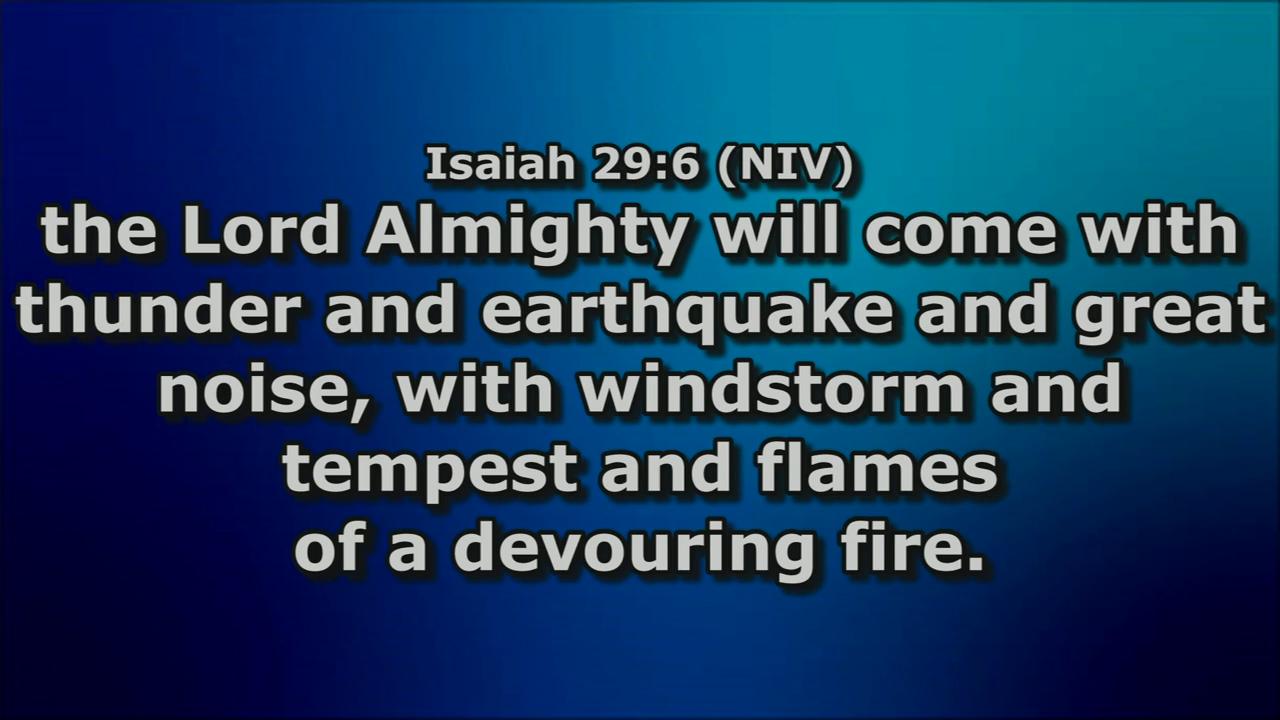 Isaiah 29:6 (NIV)
the Lord Almighty will come with
thunder and earthquake and great
noise, with windstorm and
tempest and flames
of a devouring fire.